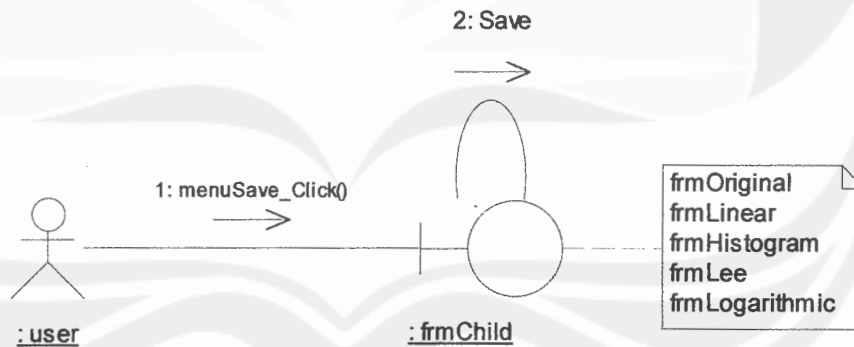 2: Save
1: menuSave_Click()
frmOriginal
frmLinear
frmHistogram
frmLee
frmLogarithmic
: user
: frmChild